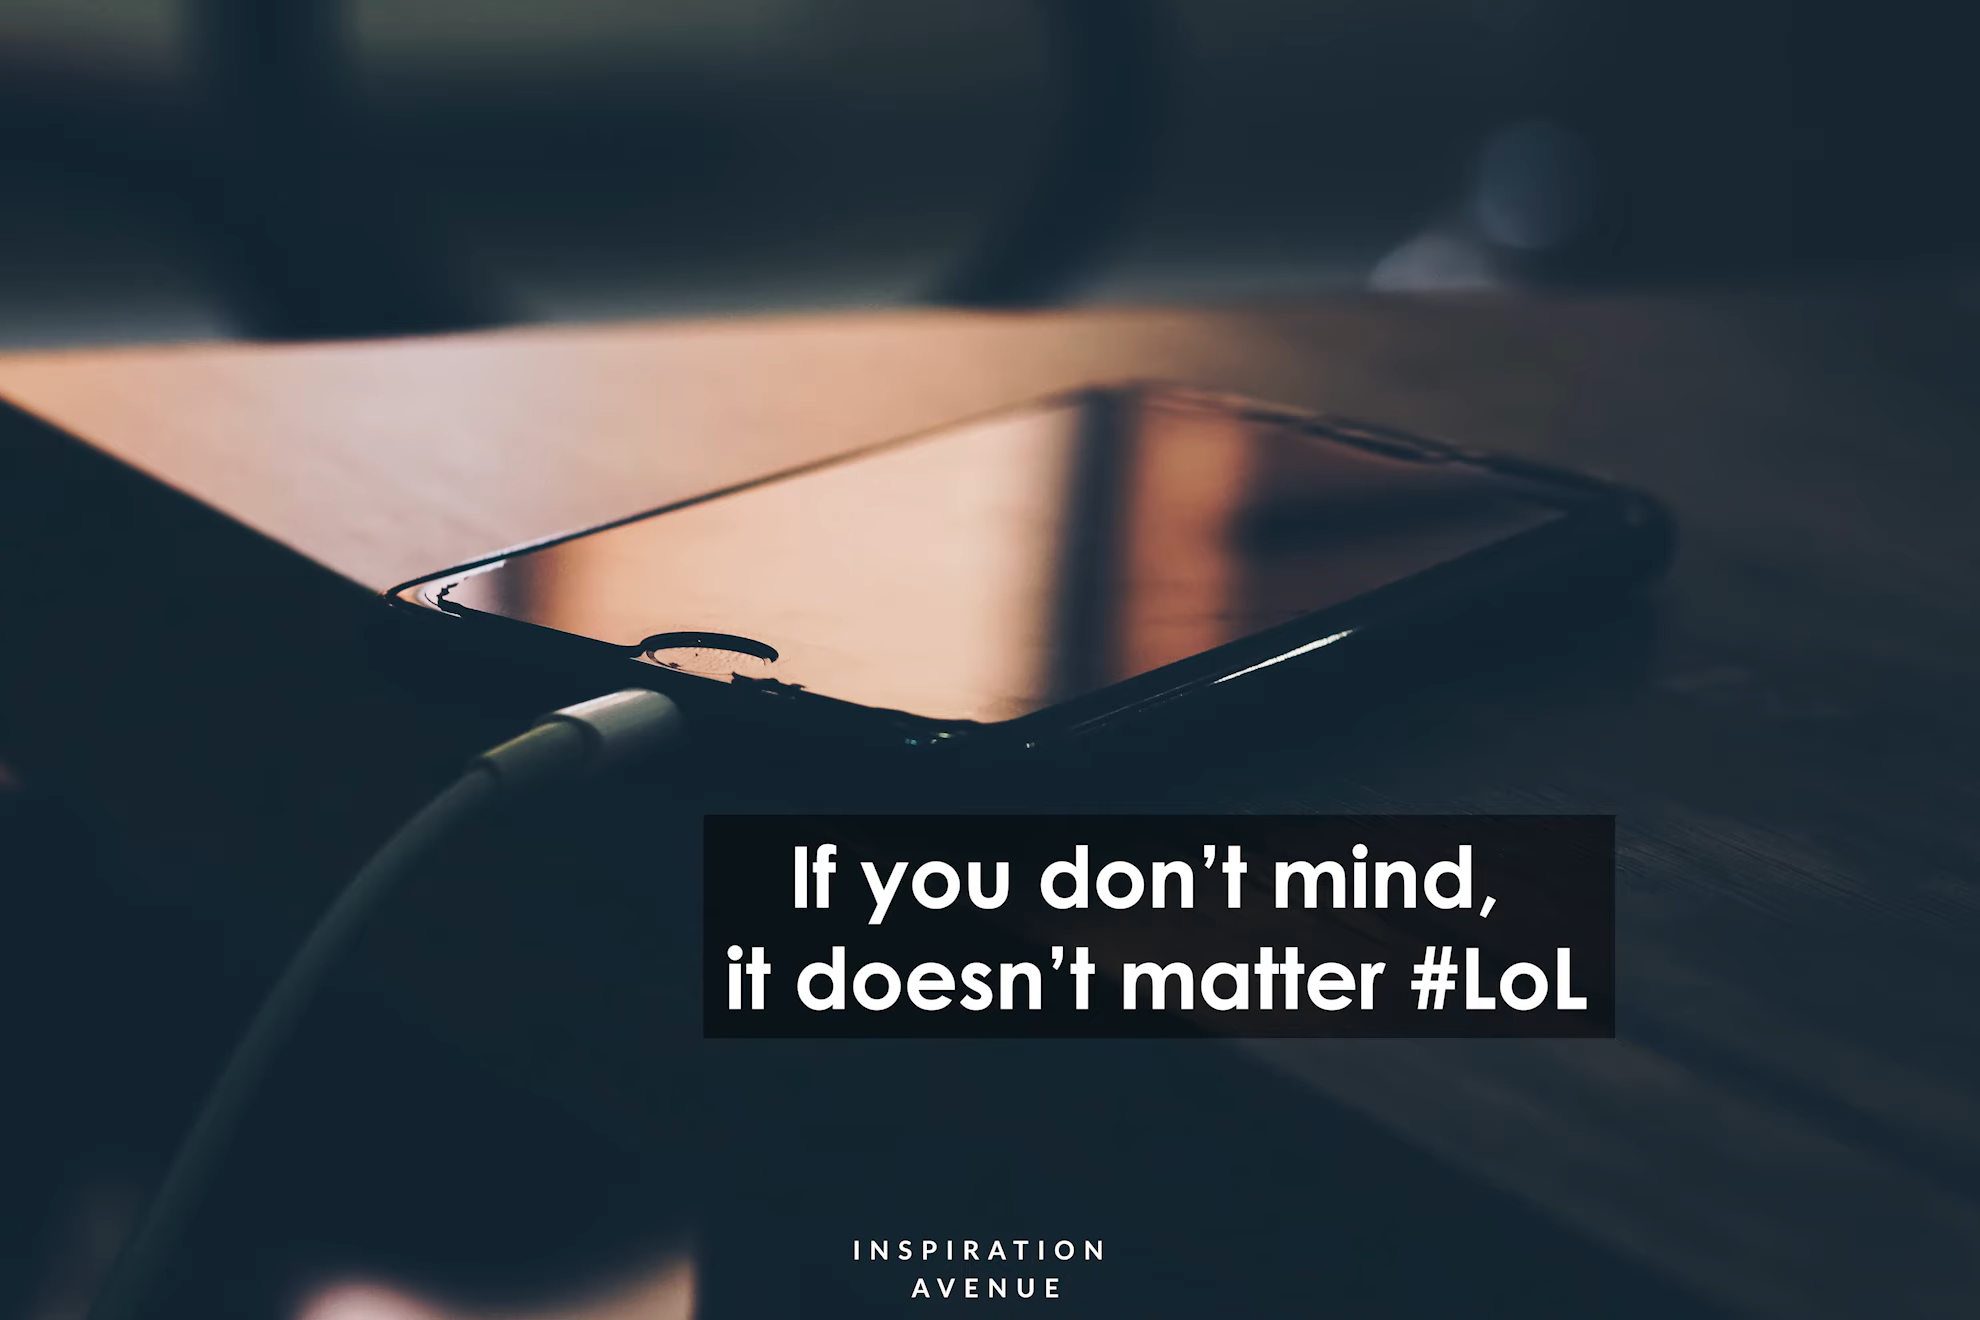 If you don’t mind,
it doesn’t matter #LoL
INSPIRATION
AVENUE